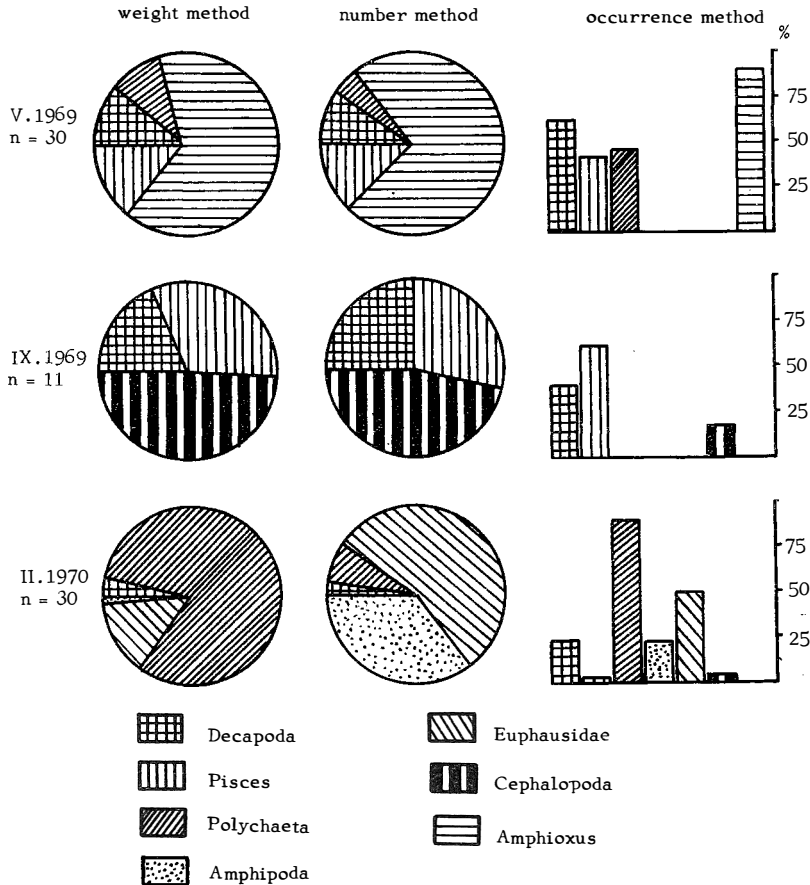 weight method number method occurrence method
%
V.1969
n = 30
75
50
25
IX.1969
n = 11
75
50
25
II.1970
n = 30
75
50
25
Decapoda
Euphausidae
Pisces
Cephalopoda
Polychaeta
Amphioxus
Amphipoda